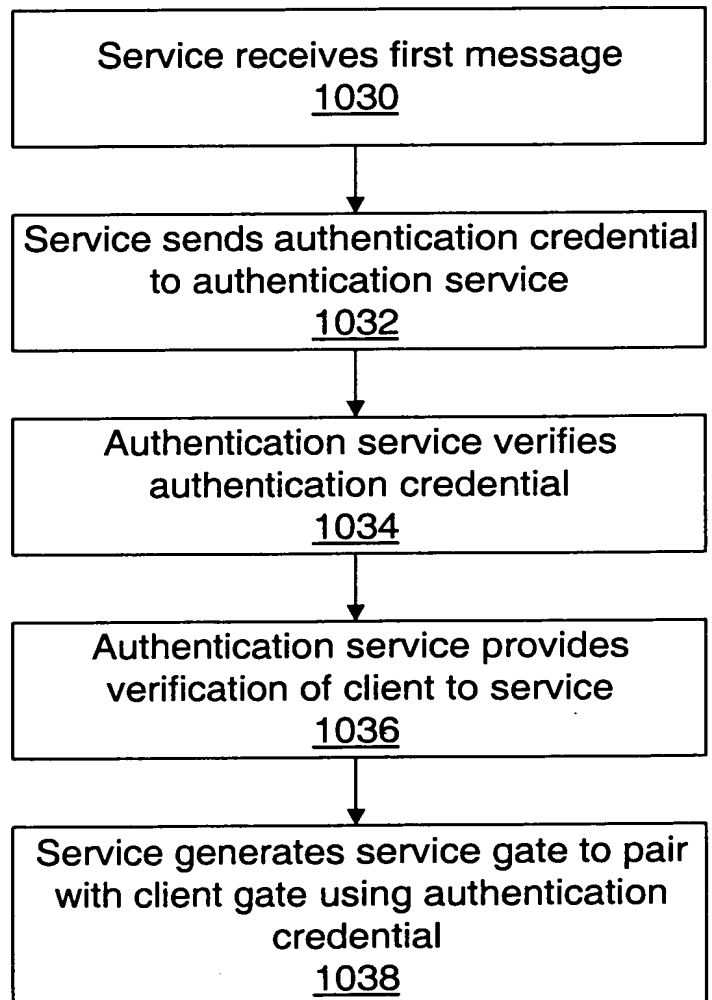 Service receives first message
1030
Service sends authentication credential
to authentication service
1032
Authentication service verifies
authentication credential
1034
Authentication service provides
verification of client to service
1036
Service generates service gate to pair
with client gate using authentication
credential
1038